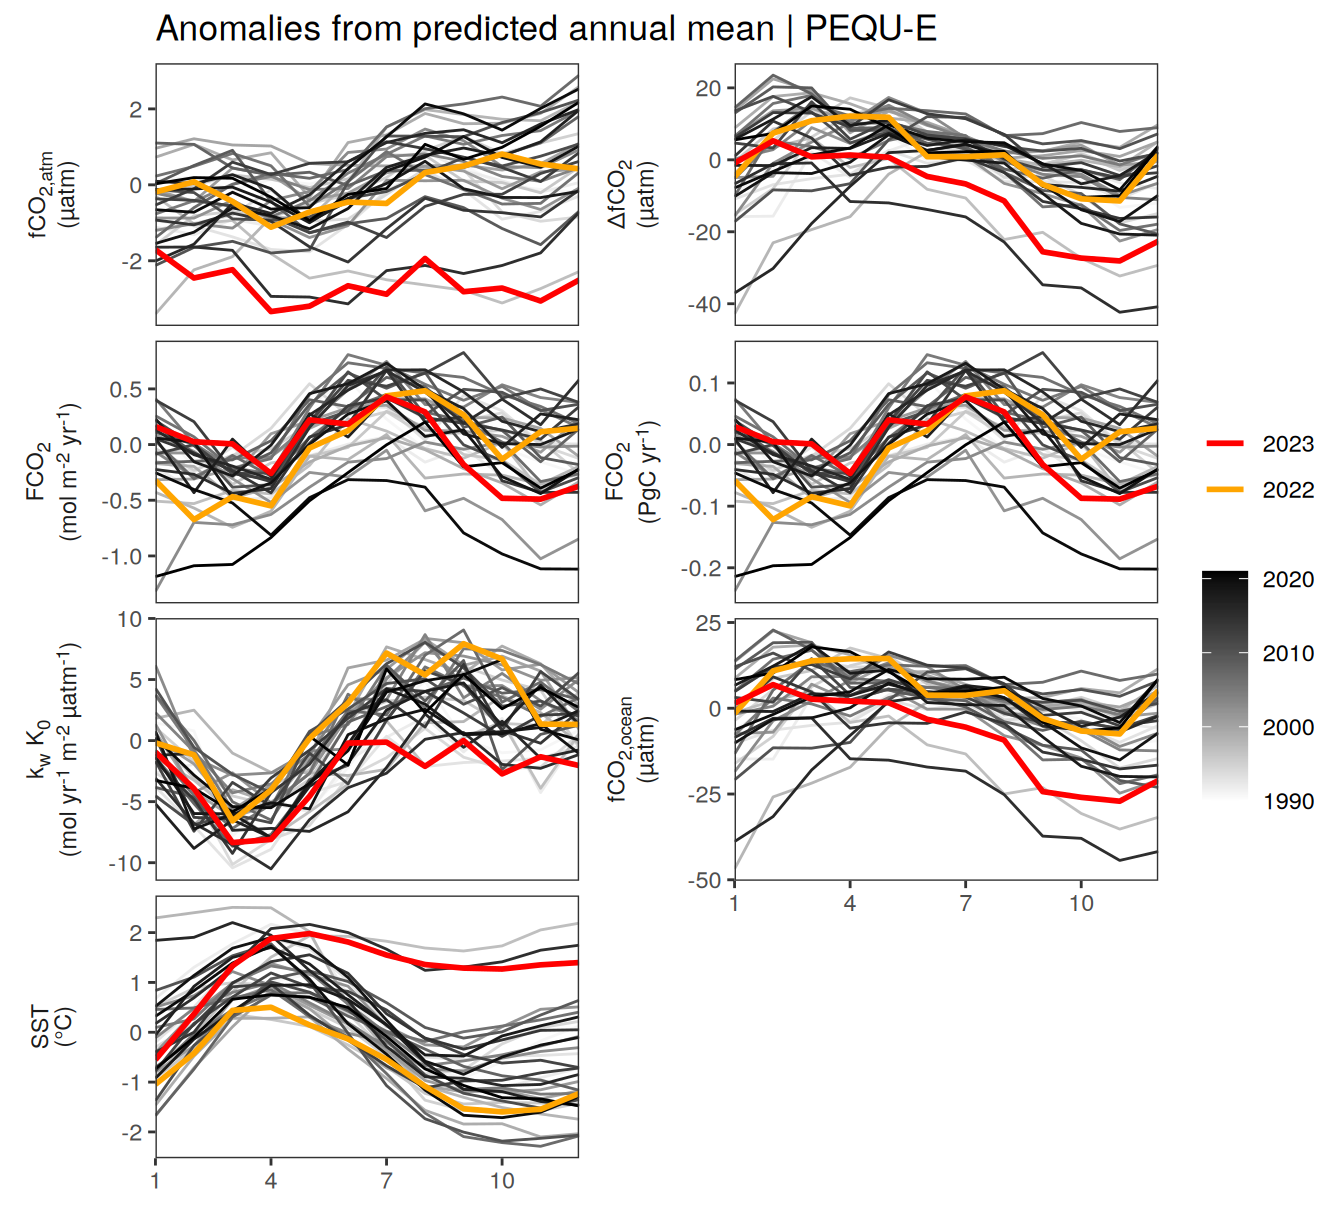 Anomalies from predicted annual mean | PEQU-E
fCO2,atm
(µatm)
2
0
-2
ΔfCO2
(µatm)
20
0
-20
-40
FCO2
(mol m-2 yr-1)
0.5
0.0
-0.5
-1.0
FCO2
(PgC yr-1)
0.1
0.0
-0.1
-0.2
kw K0
(mol yr-1 m-2 µatm-1)
10
5
0
-5
-10
fCO2,ocean
(µatm)
25
0
-25
-50
1 4 7 10
SST
(°C)
2
1
0
-1
-2
1 4 7 10
2023
2022
2020
2010
2000
1990